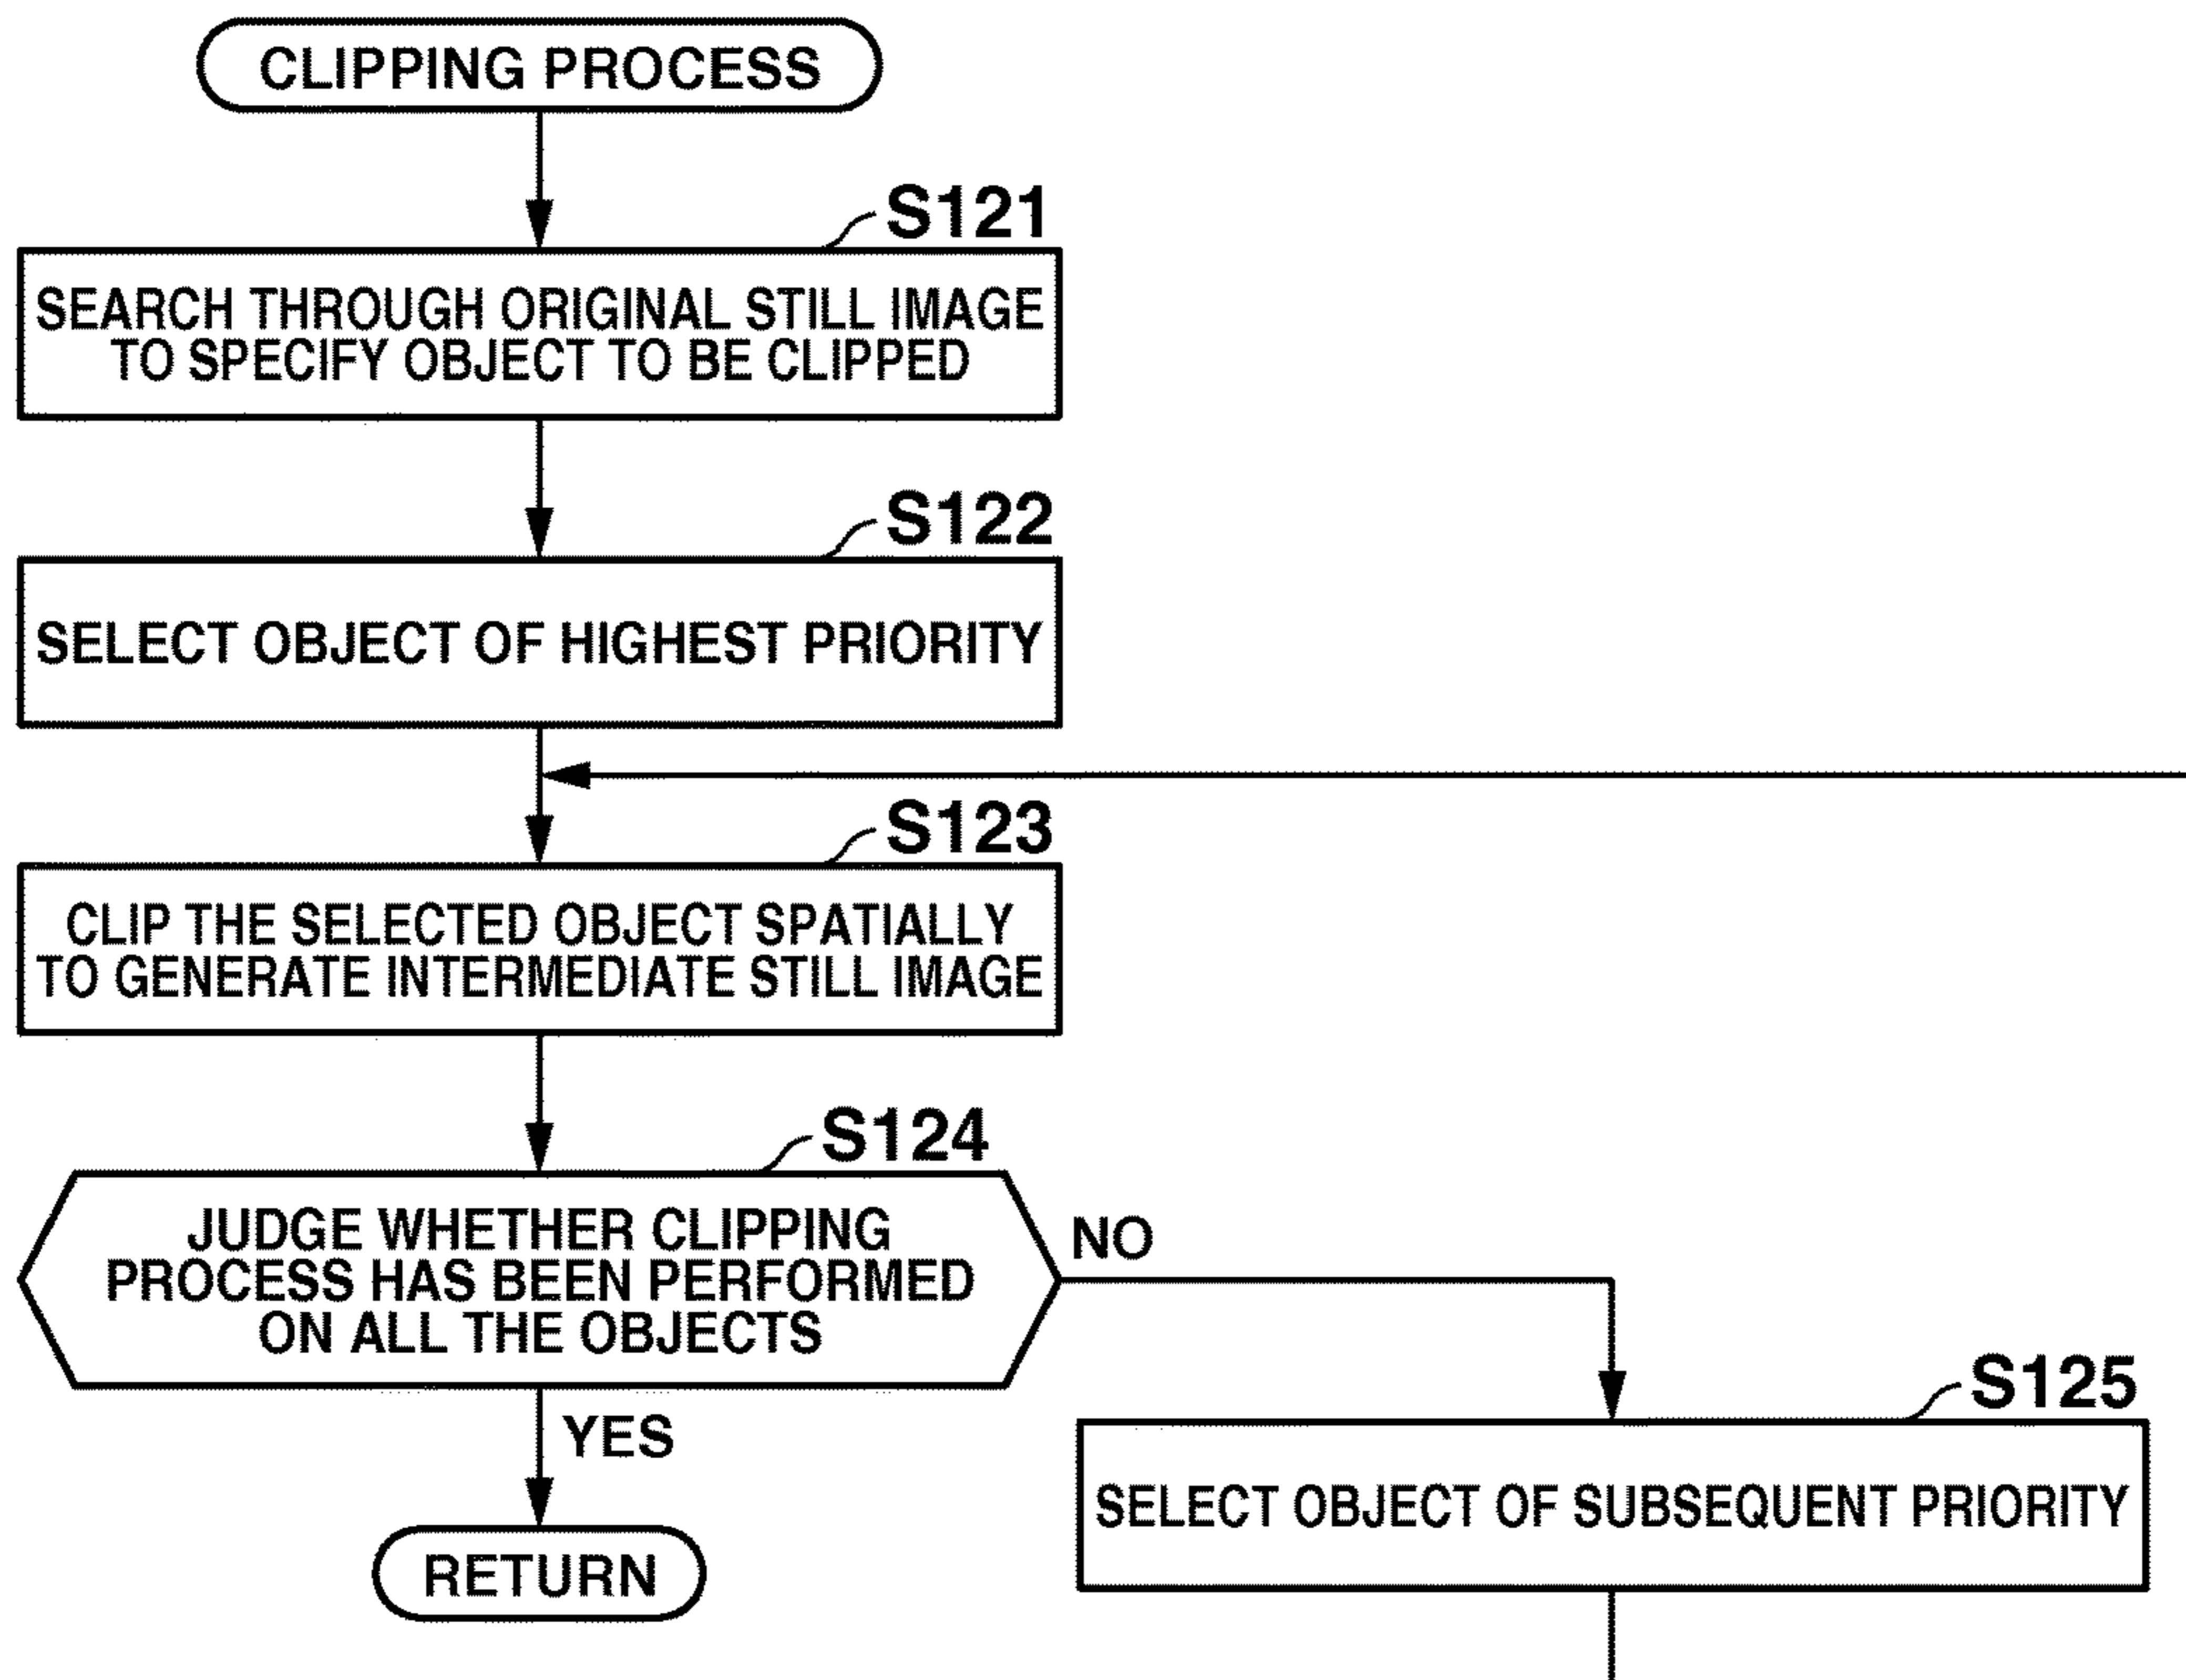 CLIPPING PROCESS
S121
SEARCH THROUGH ORIGINAL STILL IMAGE
TO SPECIFY OBJECT TO BE CLIPPED
S122
SELECT OBJECT OF HIGHEST PRIORITY
S123
CLIP THE SELECTED OBJECT SPATIALLY
TO GENERATE INTERMEDIATE STILL IMAGE
S124
JUDGE WHETHER CLIPPING
PROCESS HAS BEEN PERFORMED
ON ALL THE OBJECTS
NO
YES
S125
SELECT OBJECT OF SUBSEQUENT PRIORITY
RETURN